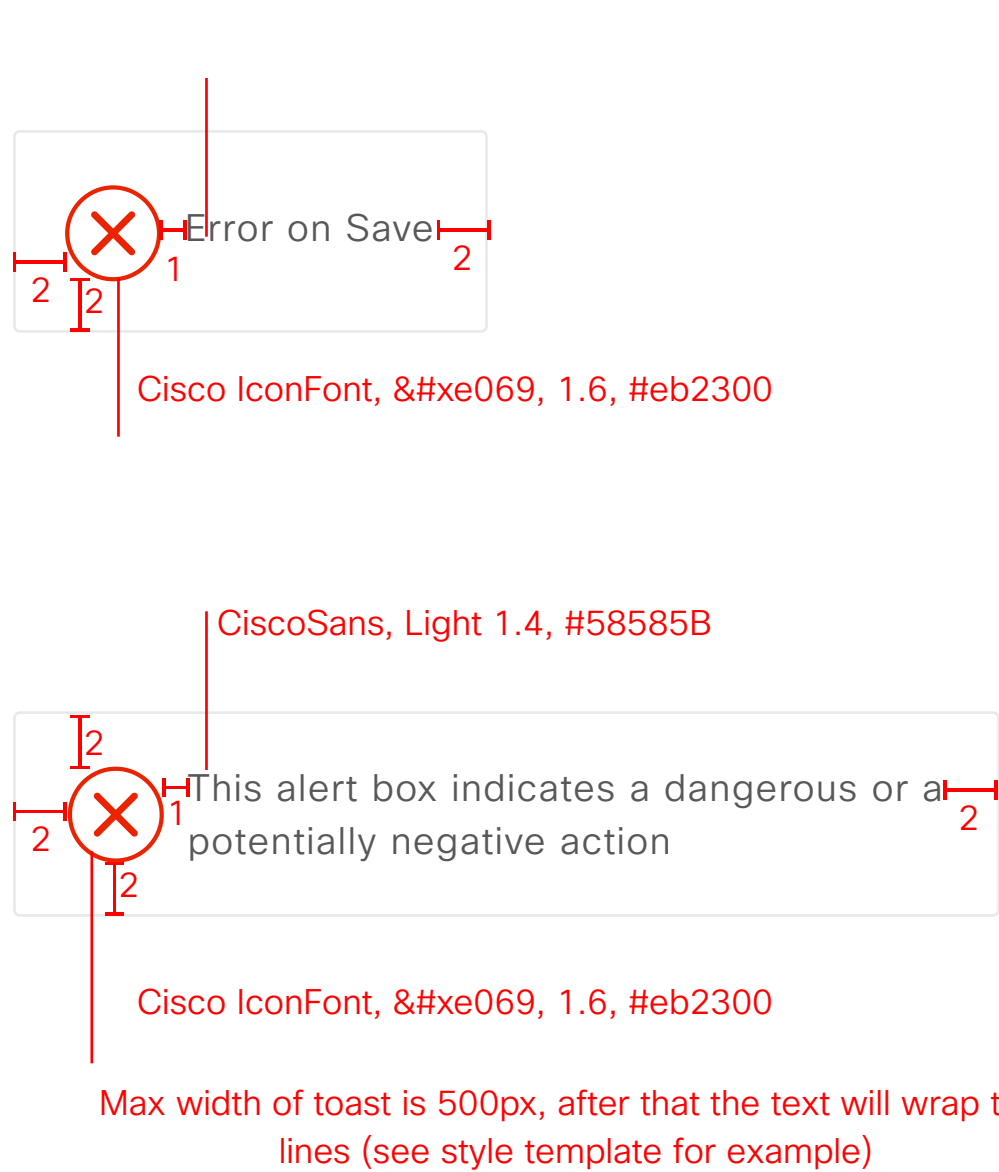 Error on Save
2
1
2
2
Cisco IconFont, &#xe069, 1.6, #eb2300
CiscoSans, Light 1.4, #58585B
2
This alert box indicates a dangerous or a
1
2
2
potentially negative action
2
Cisco IconFont, &#xe069, 1.6, #eb2300
Max width of toast is 500px, after that the text will wrap t
lines (see style template for example)